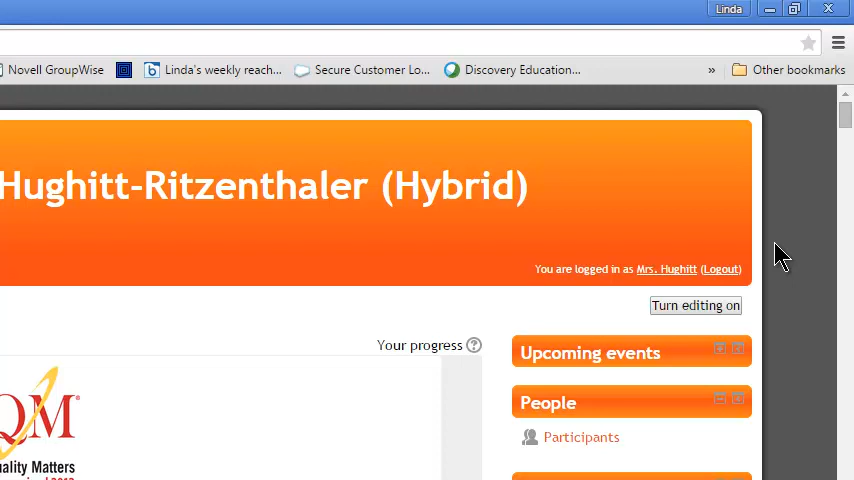 Linda
Novell GroupWise
Linda's weekly reach...
Secure Customer Lo...
Discovery Education...
»
Other bookmarks
Hughitt-Ritzenthaler (Hybrid)
You are logged in as Mrs. Hughitt (Logout)
Turn editing on
Your progress
Upcoming events
QM®
People
Participants
uality Matters